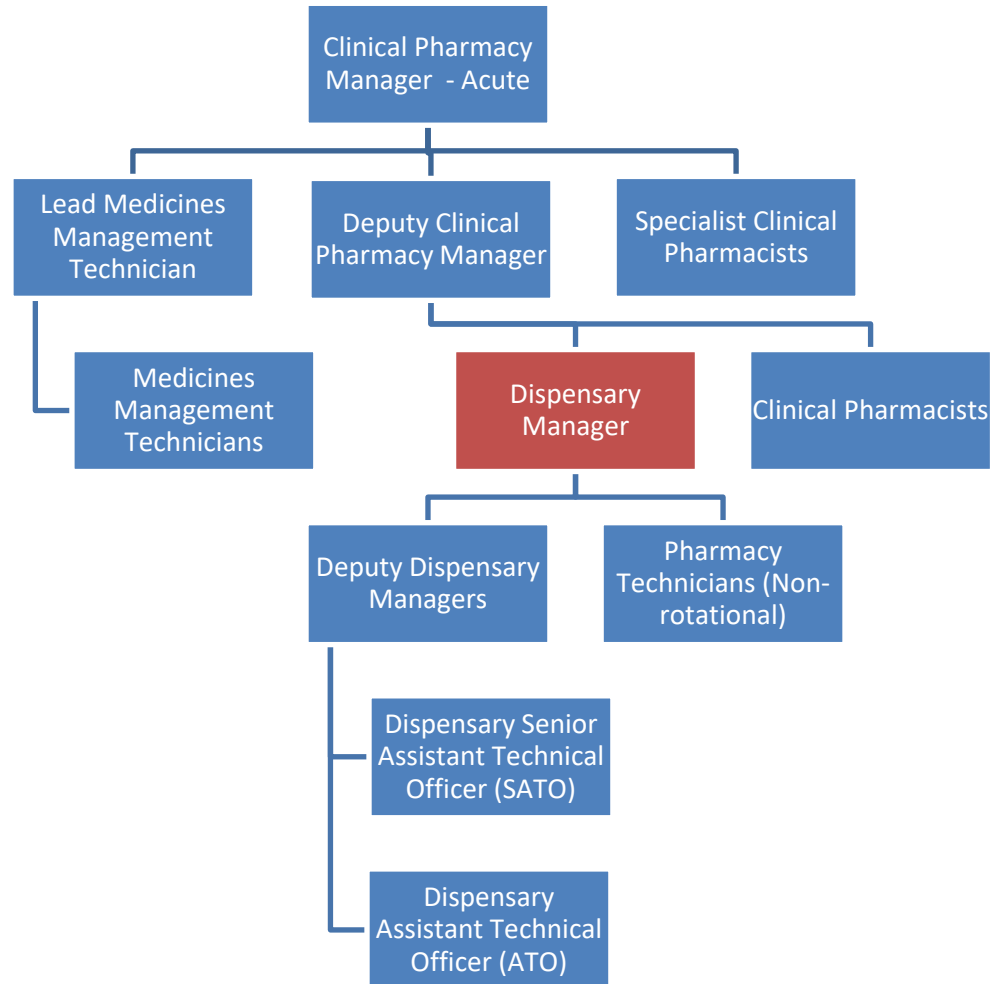 Clinical Pharmacy
Manager - Acute
Lead Medicines
Management
Technician
Deputy Clinical
Pharmacy Manager
Specialist Clinical
Pharmacists
Medicines
Management
Technicians
Dispensary
Manager
Clinical Pharmacists
Deputy Dispensary
Managers
Pharmacy
Technicians (Non-
rotational)
Dispensary Senior
Assistant Technical
Officer (SATO)
Dispensary
Assistant Technical
Officer (ATO)